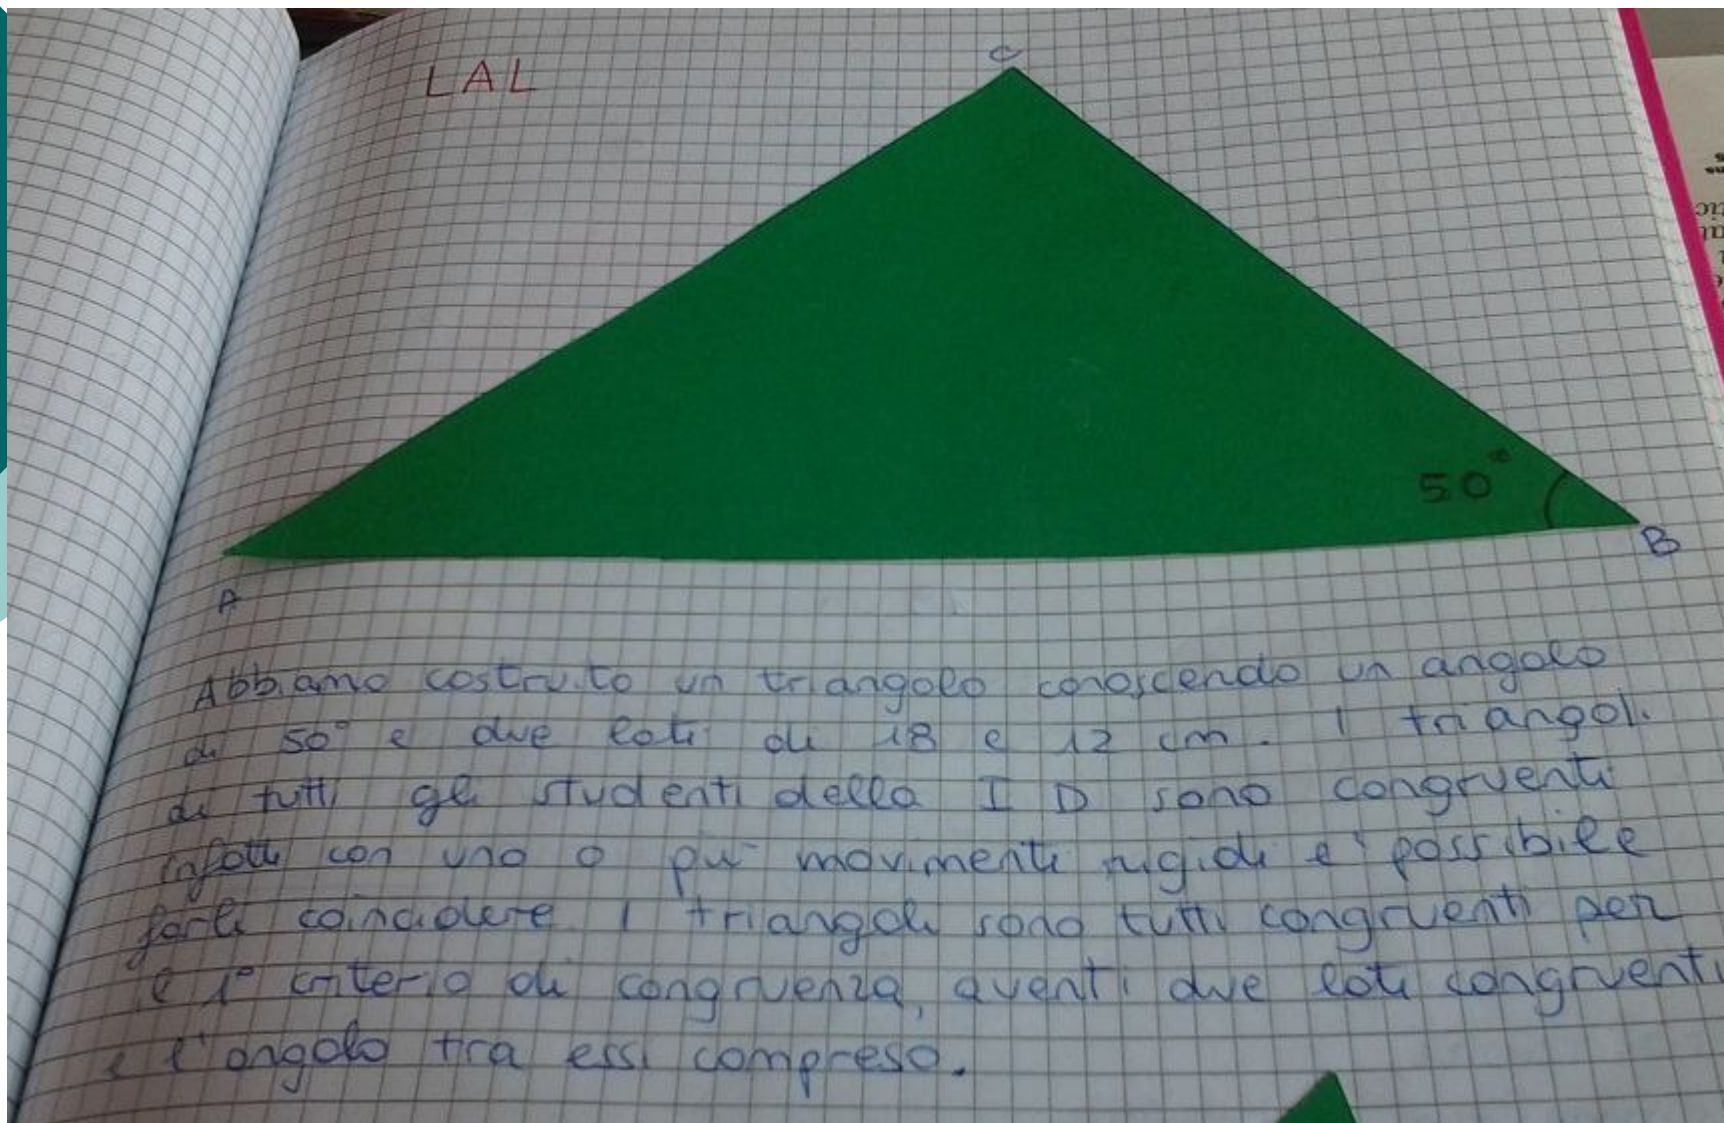 LAL
C
50°
B
A
Abbiamo costruito un triangolo conoscendo un angolo
di 50° e due lati di 18 e 12 cm. I triangoli
di tutti gli studenti della I D sono congruenti
infatti con uno o piu' movimenti rigidi e' possibile
farli coincidere I triangoli sono tutti congruenti per
il 1° criterio di congruenza, aventi due lati congruenti
e l'angolo tra essi compreso.